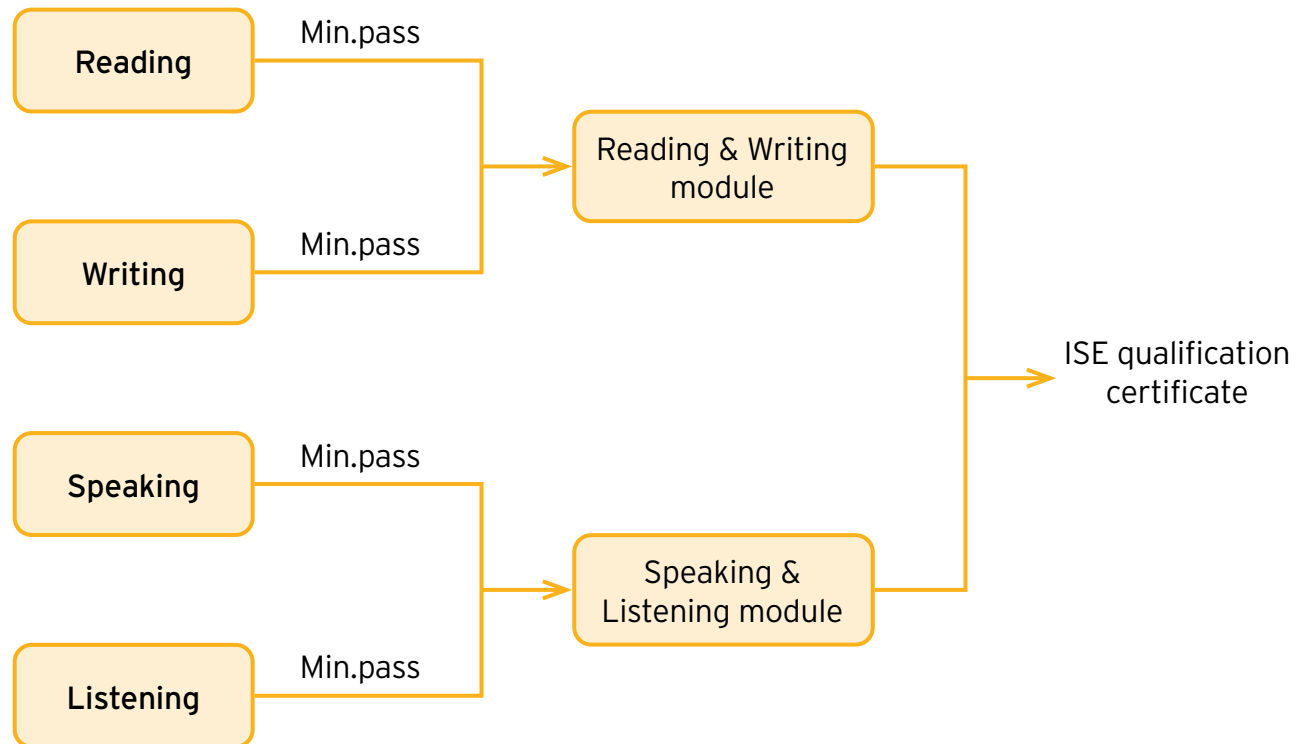 Reading
Min.pass
Writing
Min.pass
Reading & Writing
module
Speaking
Min.pass
Listening
Min.pass
Speaking &
Listening module
ISE qualification
certificate